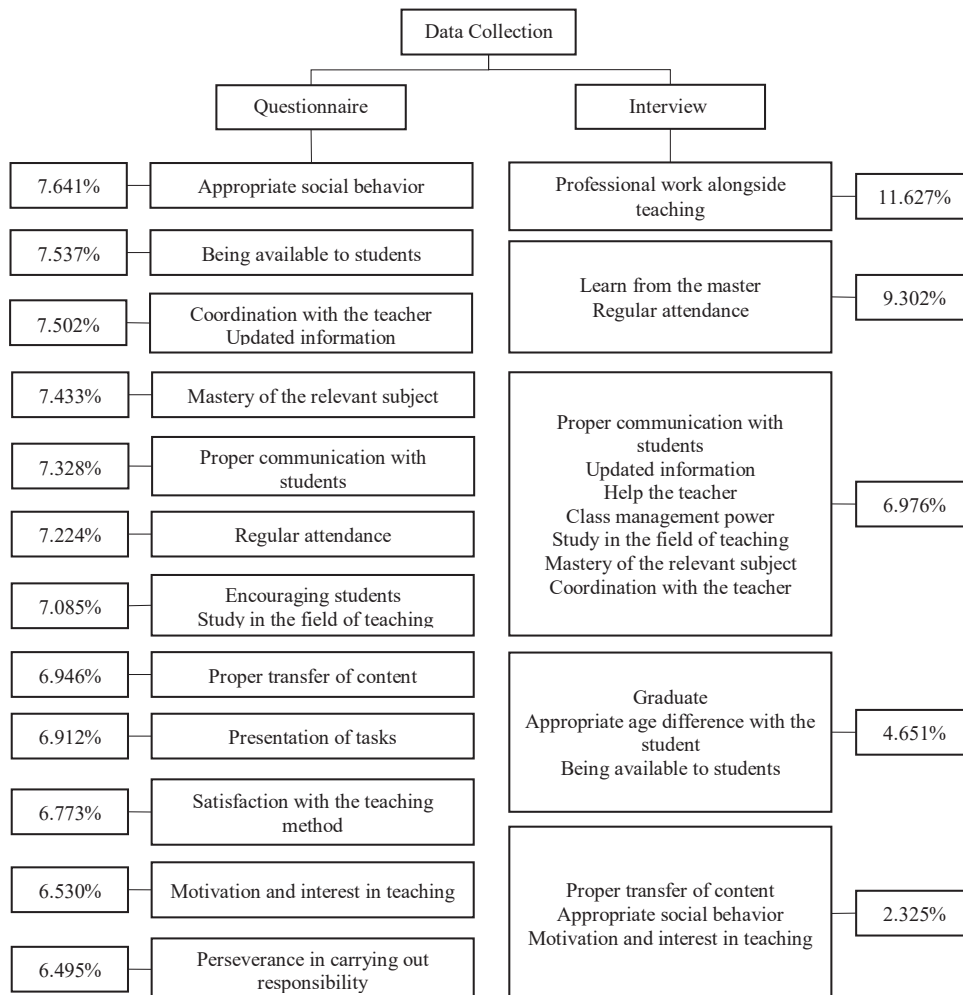 Data Collection
Questionnaire
Interview
7.641%
Appropriate social behavior
7.537%
Being available to students
7.502%
Coordination with the teacher
Updated information
7.433%
Mastery of the relevant subject
7.328%
Proper communication with
students
7.224%
Regular attendance
7.085%
Encouraging students
Study in the field of teaching
6.946%
Proper transfer of content
6.912%
Presentation of tasks
6.773%
Satisfaction with the teaching
method
6.530%
Motivation and interest in teaching
6.495%
Perseverance in carrying out
responsibility
Professional work alongside
teaching
11.627%
Learn from the master
Regular attendance
9.302%
Proper communication with
students
Updated information
Help the teacher
Class management power
Study in the field of teaching
Mastery of the relevant subject
Coordination with the teacher
6.976%
Graduate
Appropriate age difference with the
student
Being available to students
4.651%
Proper transfer of content
Appropriate social behavior
Motivation and interest in teaching
2.325%